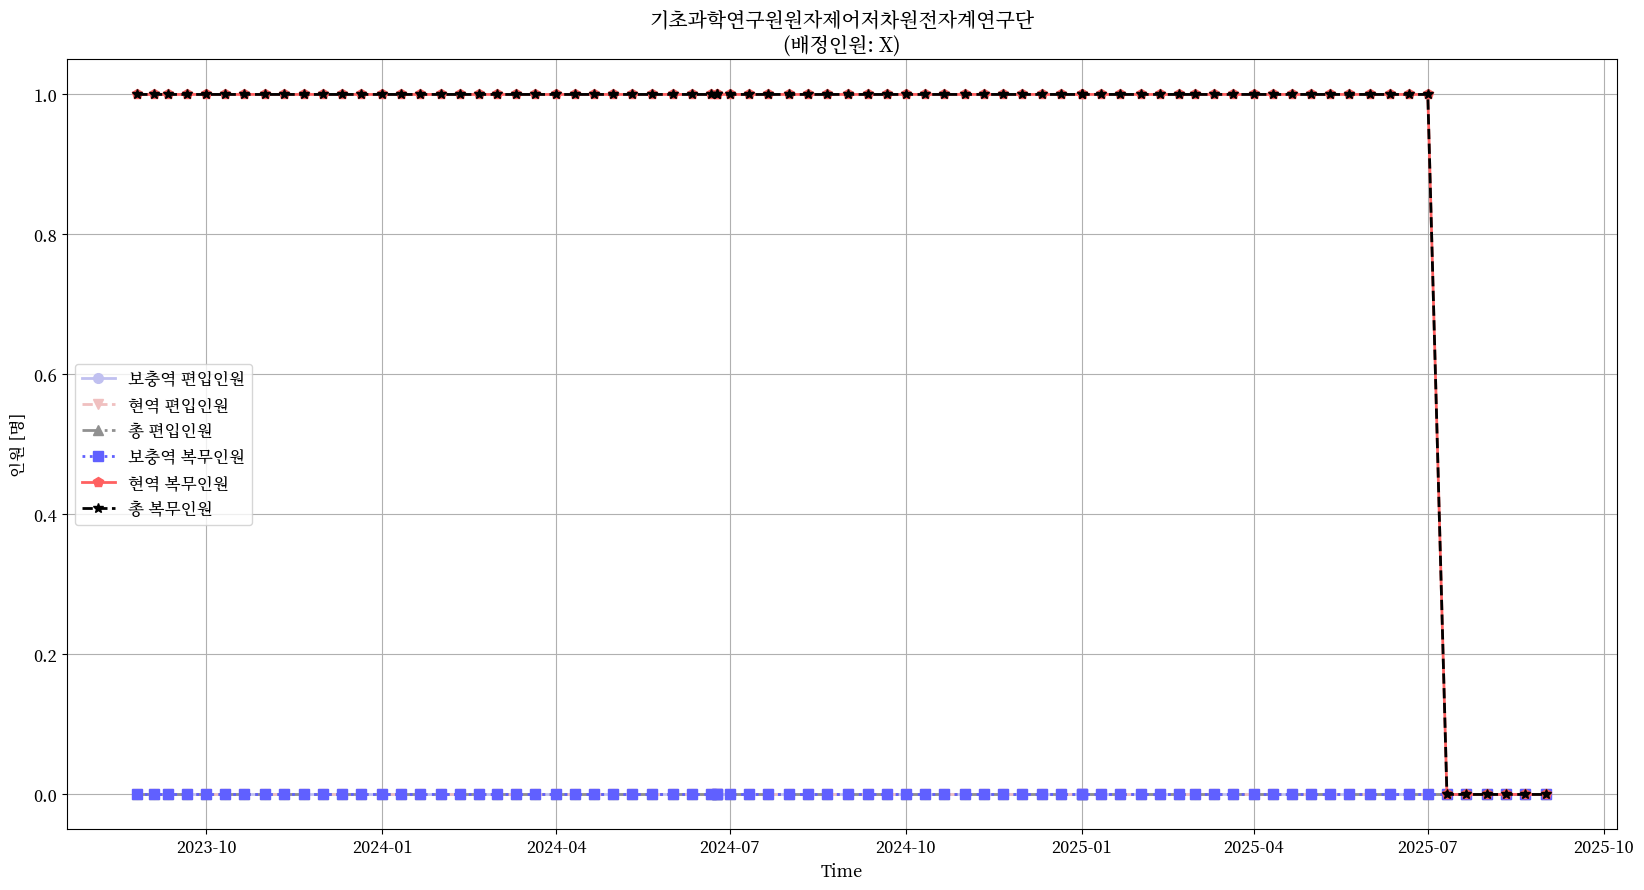 기초과학연구원원자제어저차원전자계연구단
(배정인원: X)
1.0
0.8
0.6
0.4
0.2
0.0
인원 [명]
보충역 편입인원
현역 편입인원
총 편입인원
보충역 복무인원
현역 복무인원
총 복무인원
2023-10
2024-01
2024-04
2024-07
2024-10
2025-01
2025-04
2025-07
2025-10
Time